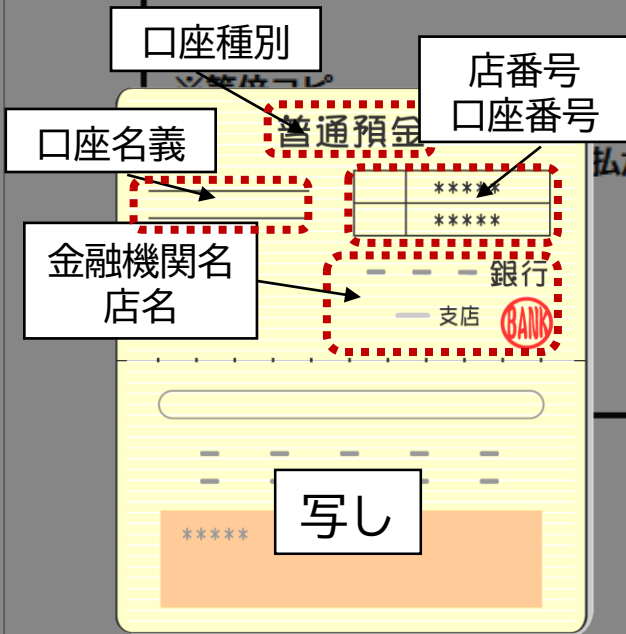 口座種別
店番号
口座番号
普通預金
口座名義
*****
*****
金融機関名
店名
銀行
支店
BANK
写し
*****